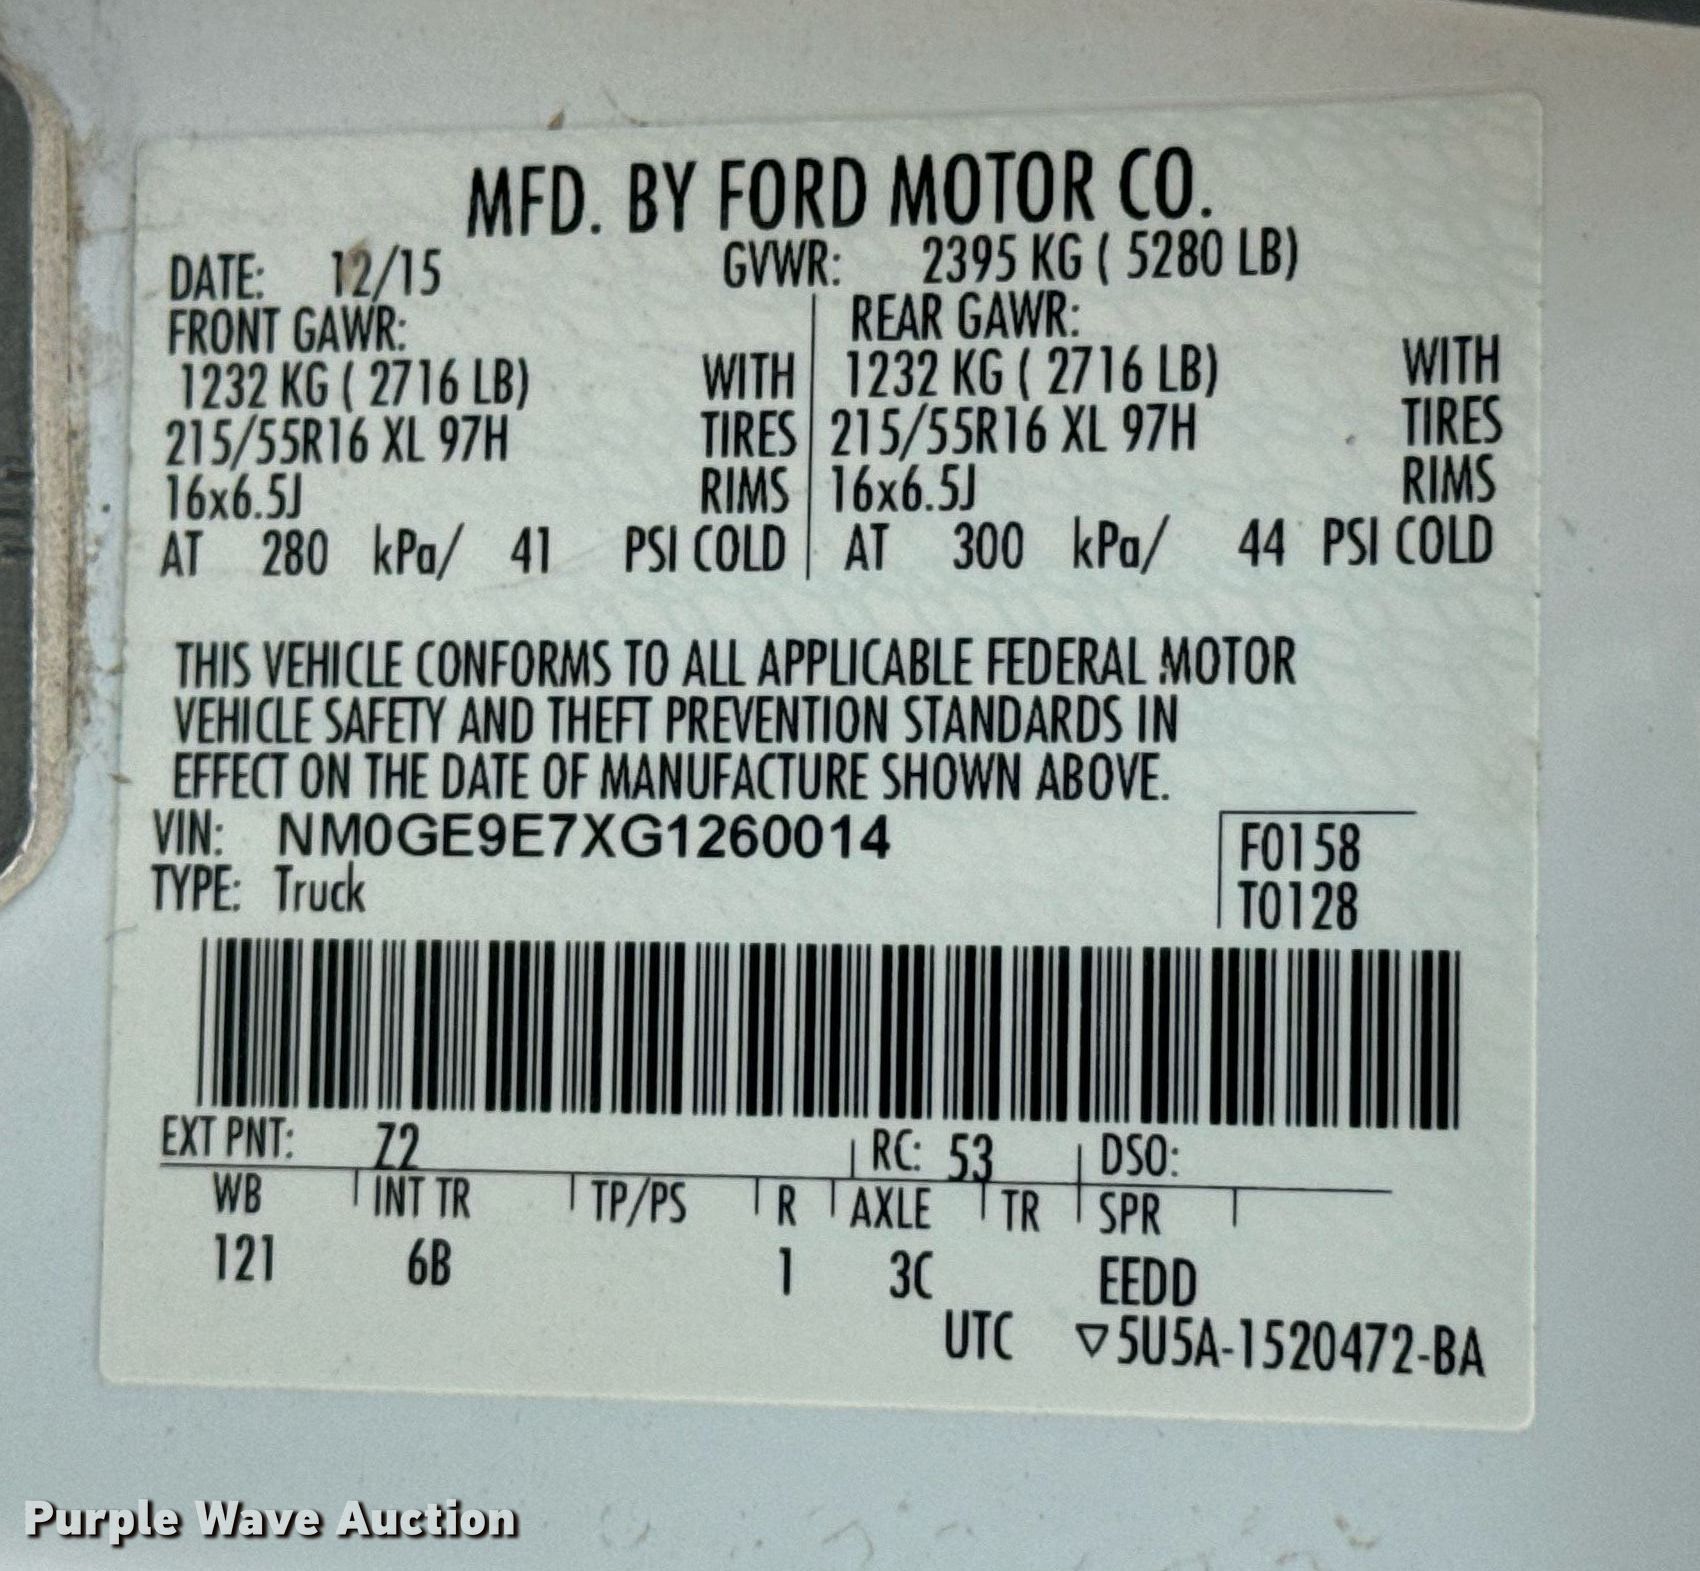 MFD. BY FORD MOTOR CO.
DATE: 12/15 GVWR: 2395 KG ( 5280 LB)
FRONT GAWR: REAR GAWR:
1232 KG ( 2716 LB) WITH 1232 KG ( 2716 LB) WITH
215/55R16 XL 97H TIRES 215/55R16 XL 97H TIRES
16x6.5J RIMS 16x6.5J RIMS
AT 280 kPa/ 41 PSI COLD AT 300 kPa/ 44 PSI COLD
THIS VEHICLE CONFORMS TO ALL APPLICABLE FEDERAL MOTOR
VEHICLE SAFETY AND THEFT PREVENTION STANDARDS IN
EFFECT ON THE DATE OF MANUFACTURE SHOWN ABOVE.
VIN: NM0GE9E7XG1260014 F0158
TYPE: Truck T0128
EXT PNT: Z2 RC: 53 DSO:
WB INT TR TP/PS R AXLE TR SPR
121 6B 1 3C EEDD
UTC ▽5U5A-1520472-BA
Purple Wave Auction